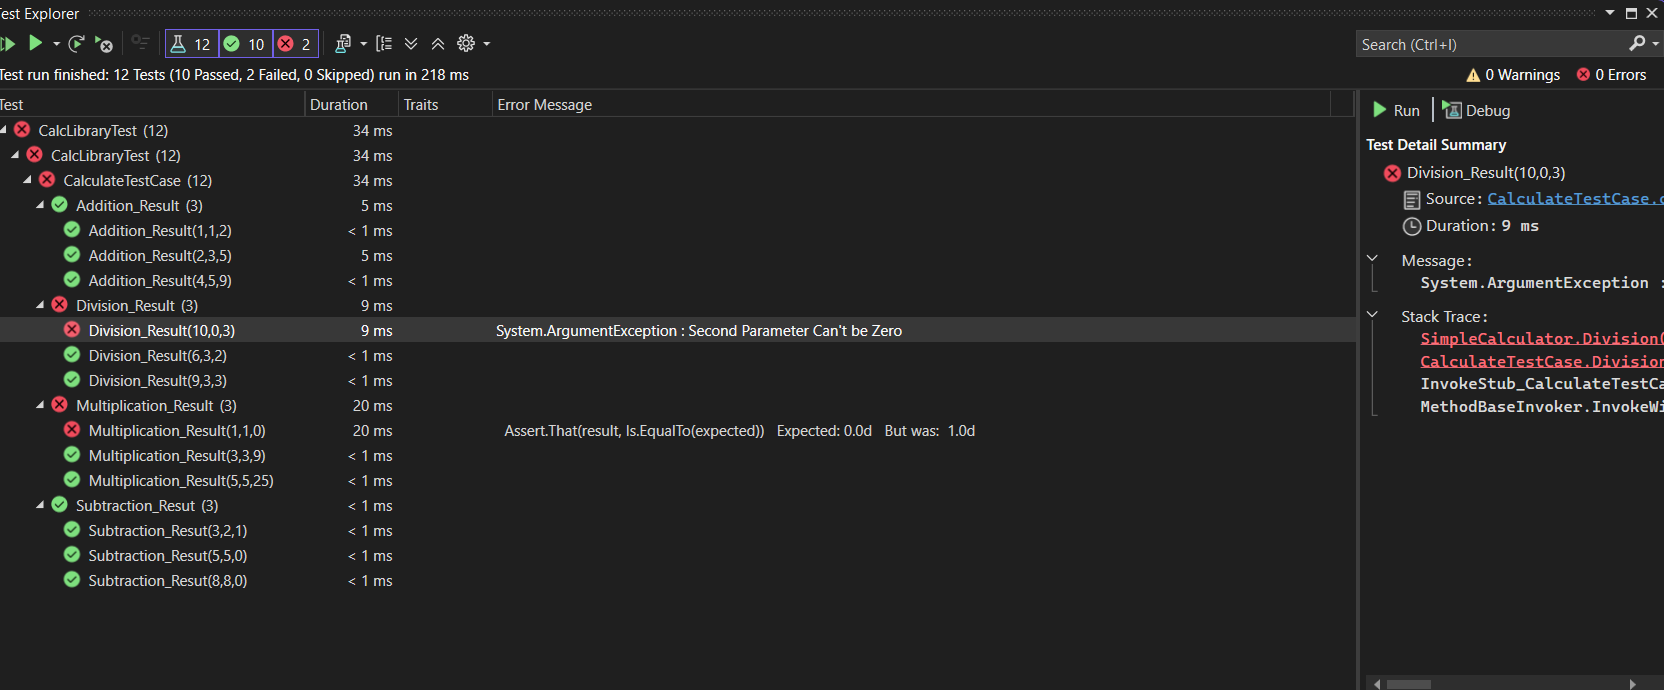 Test Explorer
12 10 2
Search (Ctrl+I)
Test run finished: 12 Tests (10 Passed, 2 Failed, 0 Skipped) run in 218 ms
0 Warnings 0 Errors
Test Duration Traits Error Message
CalcLibraryTest (12) 34 ms
CalcLibraryTest (12) 34 ms
CalculateTestCase (12) 34 ms
Addition_Result (3) 5 ms
Addition_Result(1,1,2) < 1 ms
Addition_Result(2,3,5) 5 ms
Addition_Result(4,5,9) < 1 ms
Division_Result (3) 9 ms
Division_Result(10,0,3) 9 ms System.ArgumentException : Second Parameter Can't be Zero
Division_Result(6,3,2) < 1 ms
Division_Result(9,3,3) < 1 ms
Multiplication_Result (3) 20 ms
Multiplication_Result(1,1,0) 20 ms Assert.That(result, Is.EqualTo(expected)) Expected: 0.0d But was: 1.0d
Multiplication_Result(3,3,9) < 1 ms
Multiplication_Result(5,5,25) < 1 ms
Subtraction_Resut (3) < 1 ms
Subtraction_Resut(3,2,1) < 1 ms
Subtraction_Resut(5,5,0) < 1 ms
Subtraction_Resut(8,8,0) < 1 ms
Run Debug
Test Detail Summary
Division_Result(10,0,3)
Source: CalculateTestCase.c
Duration: 9 ms
Message:
System.ArgumentException :
Stack Trace:
SimpleCalculator.Division(
CalculateTestCase.Division
InvokeStub_CalculateTestCa
MethodBaseInvoker.InvokeWi